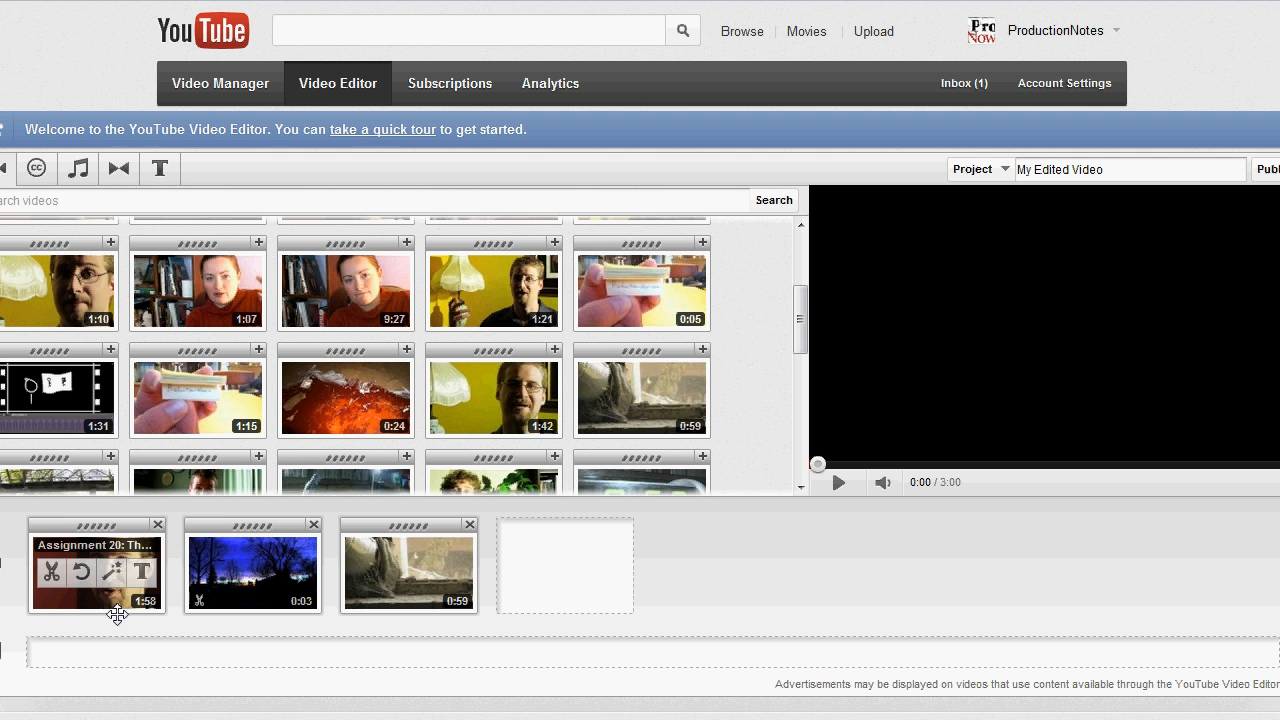 YouTube
Browse Movies Upload
Pro
NOW
ProductionNotes
Video Manager Video Editor Subscriptions Analytics Inbox (1) Account Settings
Welcome to the YouTube Video Editor. You can take a quick tour to get started.
CC T Project My Edited Video Publ
arch videos Search
1:10 1:07 9:27 1:21 0:05
1:31 1:15 0:24 1:42 0:59
0:00 / 3:00
Assignment 20: Th...
T
1:58 0:03 0:59
Advertisements may be displayed on videos that use content available through the YouTube Video Editor